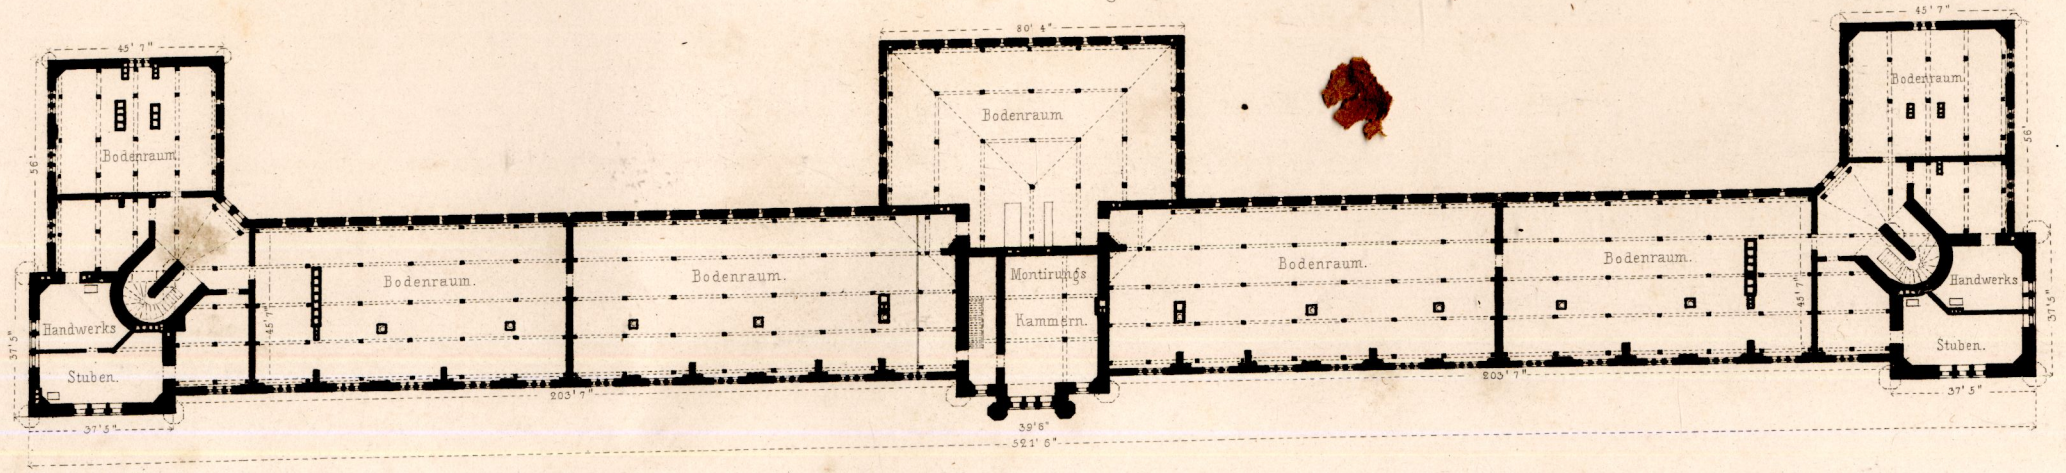 45' 7"
80' 4"
45' 7"
Bodenraum
Bodenraum
Bodenraum
56'
56'
Bodenraum.
Bodenraum.
Montirungs
Kammern.
Bodenraum.
Bodenraum.
45' 7"
45' 7"
Handwerks
Stuben.
Handwerks
Stuben.
37' 5"
37' 5"
203' 7"
203' 7"
37' 5"
39' 6"
37' 5"
521' 6"